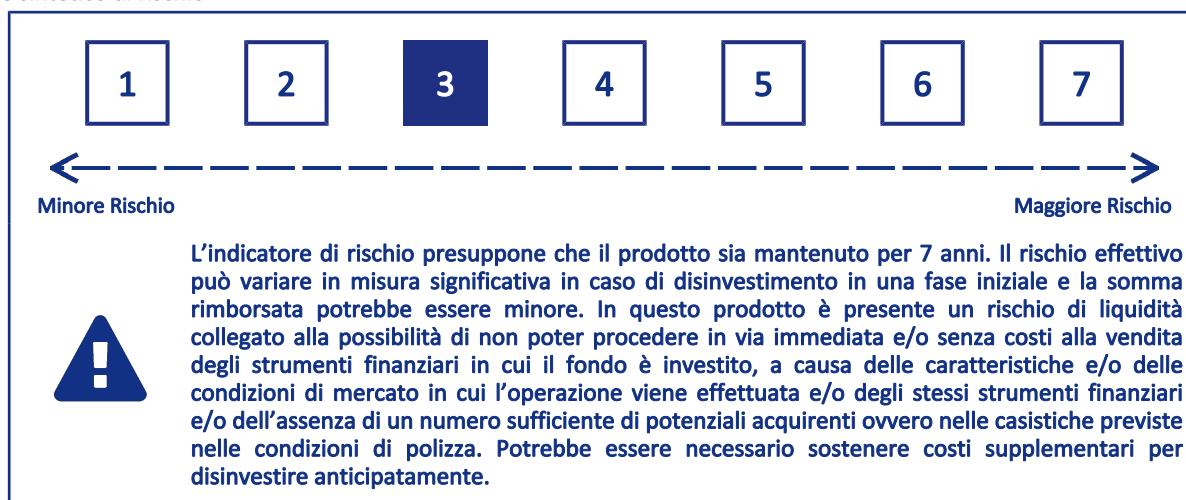 1 2 3 4 5 6 7
Minore Rischio Maggiore Rischio
L’indicatore di rischio presuppone che il prodotto sia mantenuto per 7 anni. Il rischio effettivo
può variare in misura significativa in caso di disinvestimento in una fase iniziale e la somma
rimborsata potrebbe essere minore. In questo prodotto è presente un rischio di liquidità
collegato alla possibilità di non poter procedere in via immediata e/o senza costi alla vendita
degli strumenti finanziari in cui il fondo è investito, a causa delle caratteristiche e/o delle
condizioni di mercato in cui l’operazione viene effettuata e/o degli stessi strumenti finanziari
e/o dell’assenza di un numero sufficiente di potenziali acquirenti ovvero nelle casistiche previste
nelle condizioni di polizza. Potrebbe essere necessario sostenere costi supplementari per
disinvestire anticipatamente.